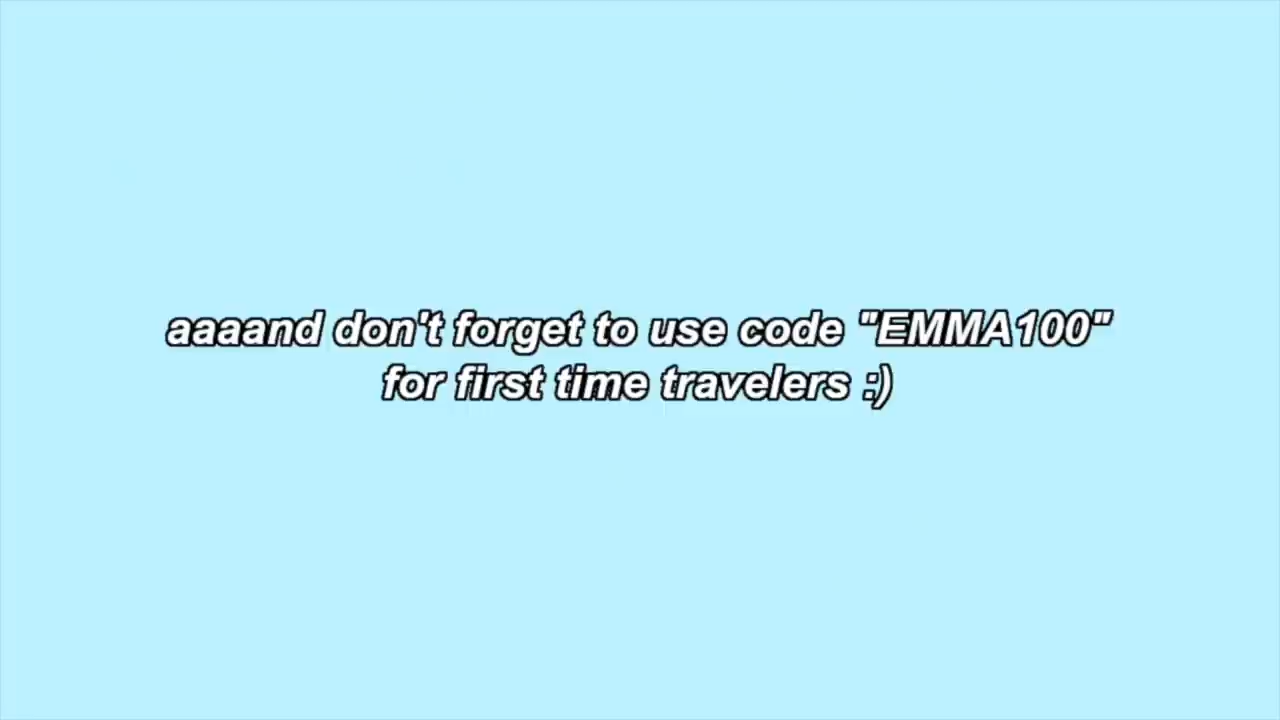 aaaand don't forget to use code "EMMA100"
for first time travelers :)